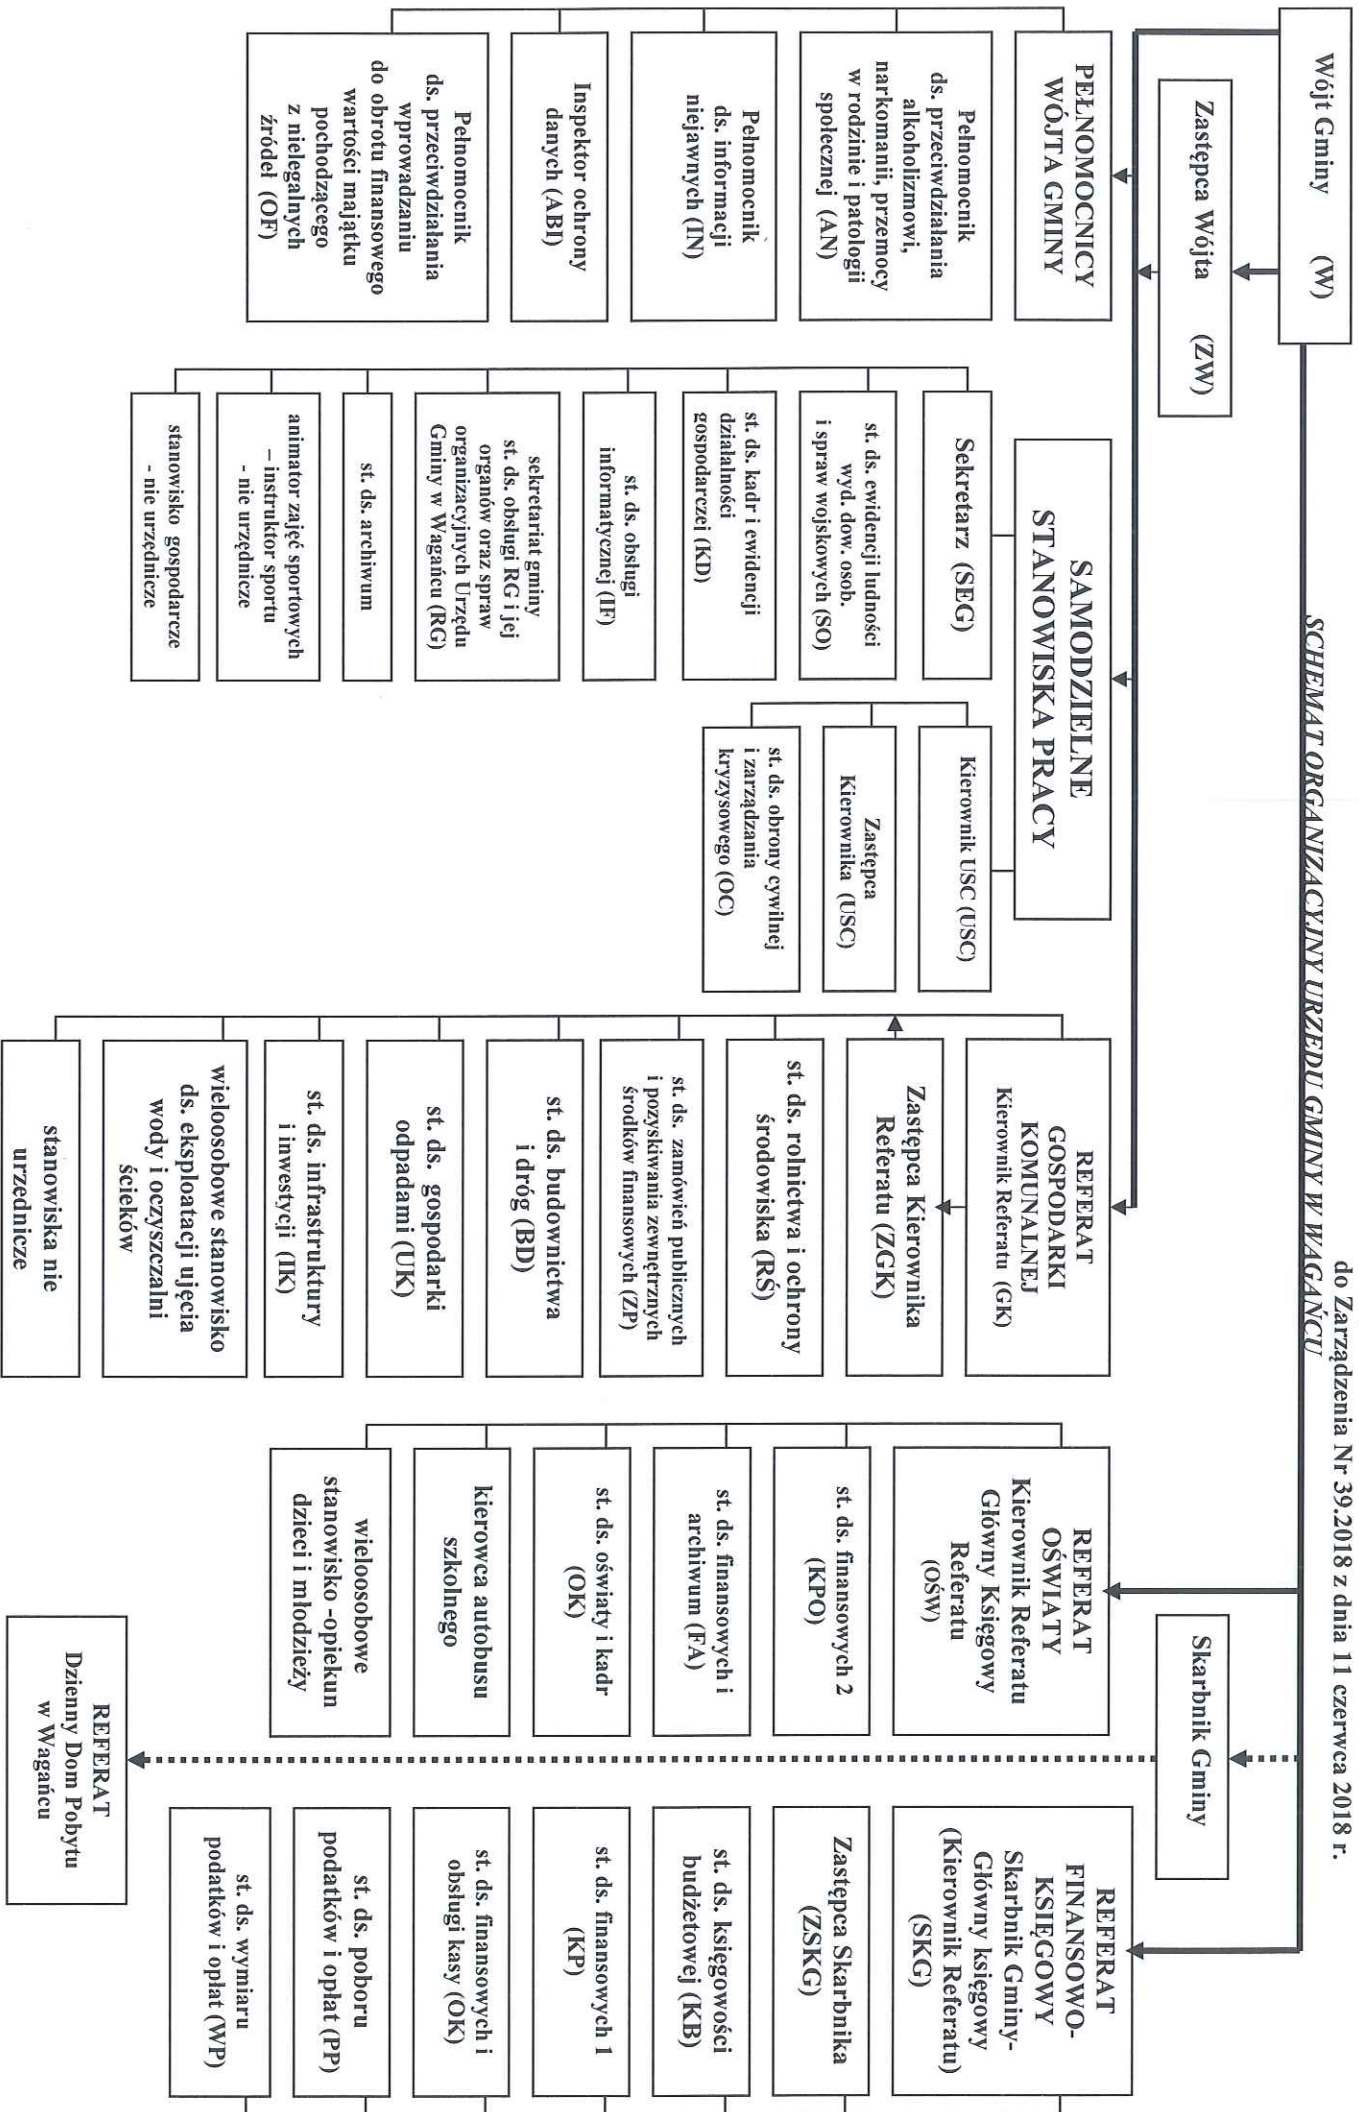 do Zarządzenia Nr 39.2018 z dnia 11 czerwca 2018 r.
SCHEMAT ORGANIZACYJNY URZĘDU GMINY W WAGAŃCU
Wójt Gminy (W)
Zastępca Wójta (ZW)
Skarbnik Gminy
PEŁNOMOCNICY
WÓJTA GMINY
Pełnomocnik
ds. przeciwdziałania
alkoholizmowi,
narkomanii, przemocy
w rodzinie i patologii
społecznej (AN)
Pełnomocnik
ds. informacji
niejawnych (IN)
Inspektor ochrony
danych (ABI)
Pełnomocnik
ds. przeciwdziałania
wprowadzaniu
do obrotu finansowego
wartości majątku
pochodzącego
z nielegalnych
źródeł (OF)
SAMODZIELNE
STANOWISKA PRACY
Sekretarz (SEG)
st. ds. ewidencji ludności
wyd. dow. osob.
i spraw wojskowych (SO)
st. ds. kadr i ewidencji
działalności
gospodarczej (KD)
st. ds. obsługi
informatycznej (IF)
sekretariat gminy
st. ds. obsługi RG i jej
organów oraz spraw
organizacyjnych Urzędu
Gminy w Wagańcu (RG)
st. ds. archiwum
animator zajęć sportowych
– instruktor sportu
- nie urzędnicze
stanowisko gospodarcze
- nie urzędnicze
Kierownik USC (USC)
Zastępca
Kierownika (USC)
st. ds. obrony cywilnej
i zarządzania
kryzysowego (OC)
REFERAT
GOSPODARKI
KOMUNALNEJ
Kierownik Referatu (GK)
Zastępca Kierownika
Referatu (ZGK)
st. ds. rolnictwa i ochrony
środowiska (RŚ)
st. ds. zamówień publicznych
i pozyskiwania zewnętrznych
środków finansowych (ZP)
st. ds. budownictwa
i dróg (BD)
st. ds. gospodarki
odpadami (UK)
st. ds. infrastruktury
i inwestycji (IK)
wieloosobowe stanowisko
ds. eksploatacji ujęcia
wody i oczyszczalni
ścieków
stanowiska nie
urzednicze
REFERAT
OŚWIATY
Kierownik Referatu
Główny Księgowy
Referatu
(OŚW)
st. ds. finansowych 2
(KPO)
st. ds. finansowych i
archiwum (FA)
st. ds. oświaty i kadr
(OK)
kierowca autobusu
szkolnego
wieloosobowe
stanowisko -opiekun
dzieci i młodzieży
REFERAT
FINANSOWO-
KSIĘGOWY
Skarbnik Gminy-
Główny księgowy
(Kierownik Referatu)
(SKG)
Zastępca Skarbnika
(ZSKG)
st. ds. księgowości
budżetowej (KB)
st. ds. finansowych 1
(KP)
st. ds. finansowych i
obsługi kasy (OK)
st. ds. poboru
podatków i opłat (PP)
st. ds. wymiaru
podatków i opłat (WP)
REFERAT
Dzienny Dom Pobytu
w Wagańcu